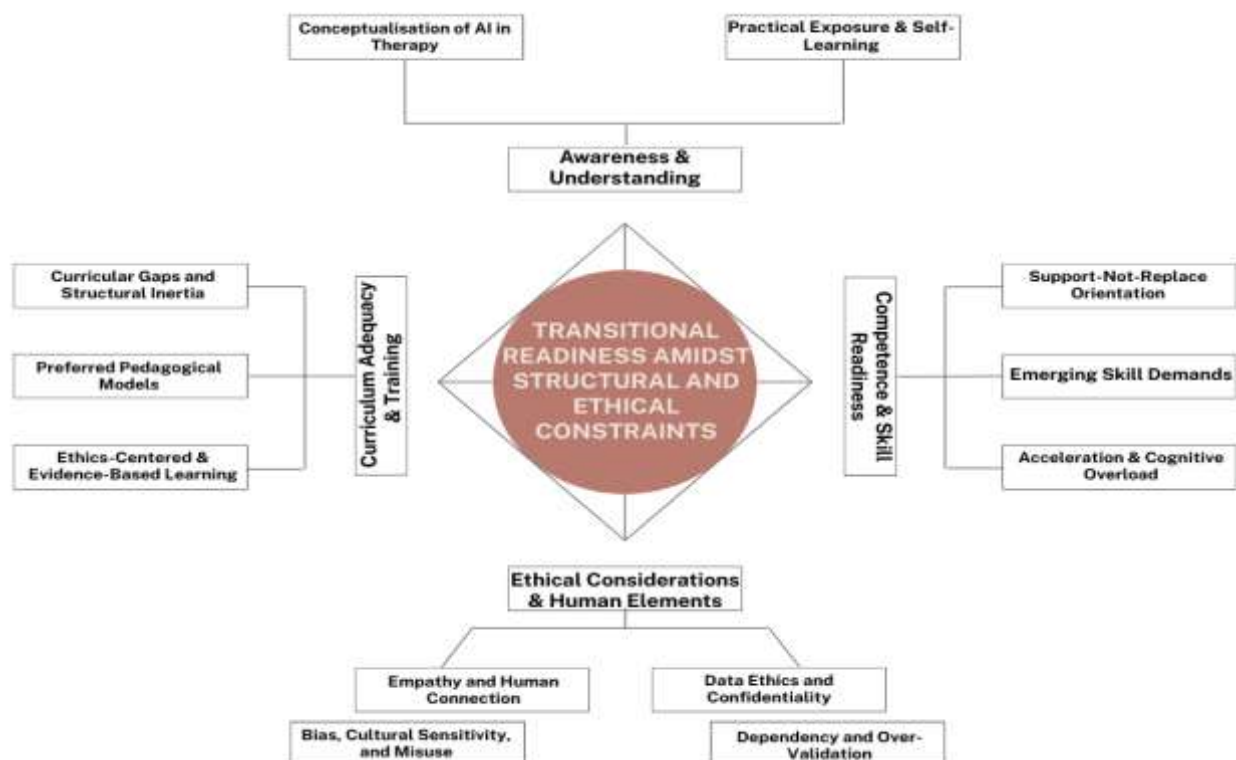 Conceptualisation of AI in
Therapy
Practical Exposure & Self-
Learning
Awareness &
Understanding
Curricular Gaps and
Structural Inertia
Preferred Pedagogical
Models
Ethics-Centered &
Evidence-Based Learning
Curriculum Adequacy
& Training
TRANSITIONAL
READINESS AMIDST
STRUCTURAL AND
ETHICAL
CONSTRAINTS
Competence & Skill
Readiness
Support-Not-Replace
Orientation
Emerging Skill Demands
Acceleration & Cognitive
Overload
Ethical Considerations
& Human Elements
Empathy and Human
Connection
Data Ethics and
Confidentiality
Bias, Cultural Sensitivity,
and Misuse
Dependency and Over-
Validation